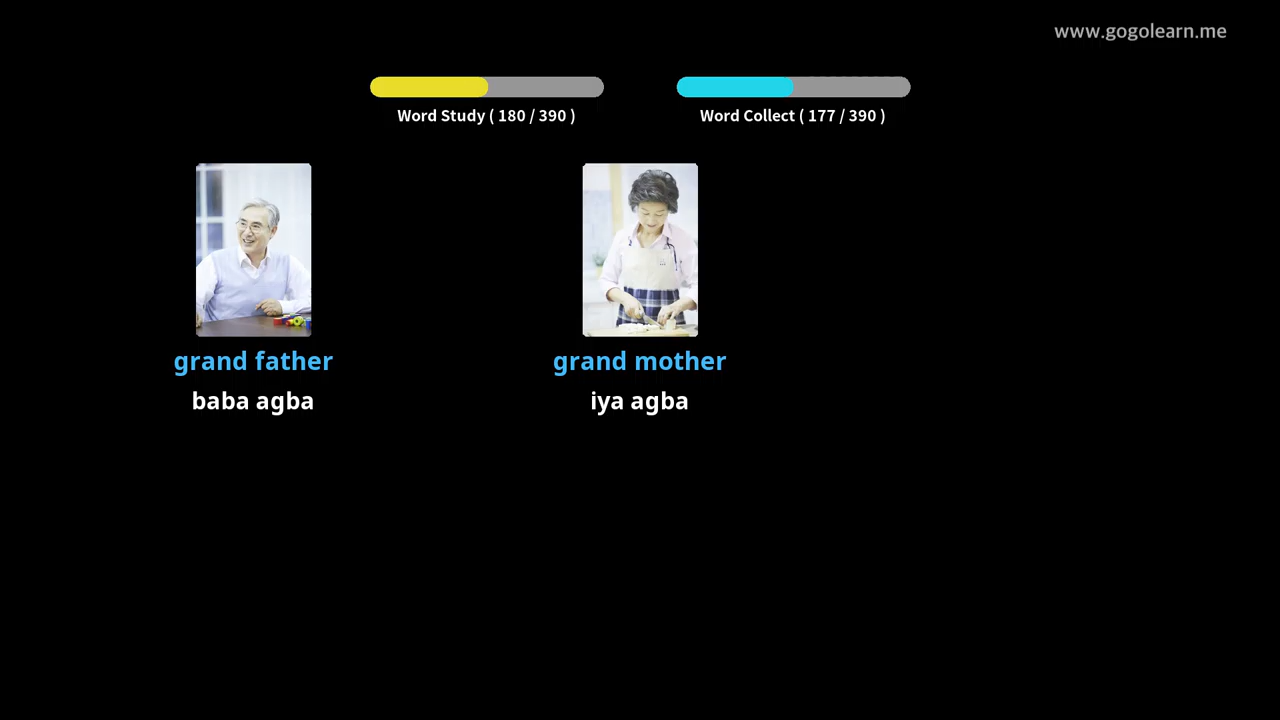 www.gogolearn.me
Word Study ( 180 / 390 )
Word Collect ( 177 / 390 )
grand father
baba agba
grand mother
iya agba